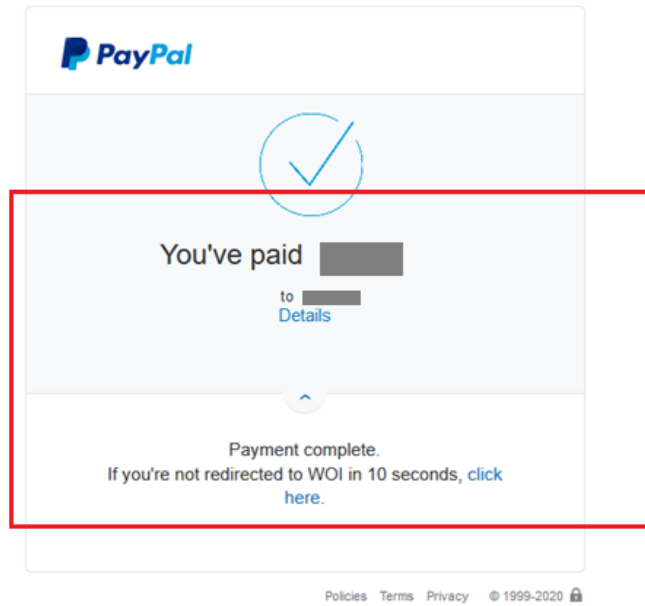 PayPal
You've paid
to
Details
Payment complete.
If you're not redirected to WOI in 10 seconds, click
here.
Policies Terms Privacy © 1999-2020